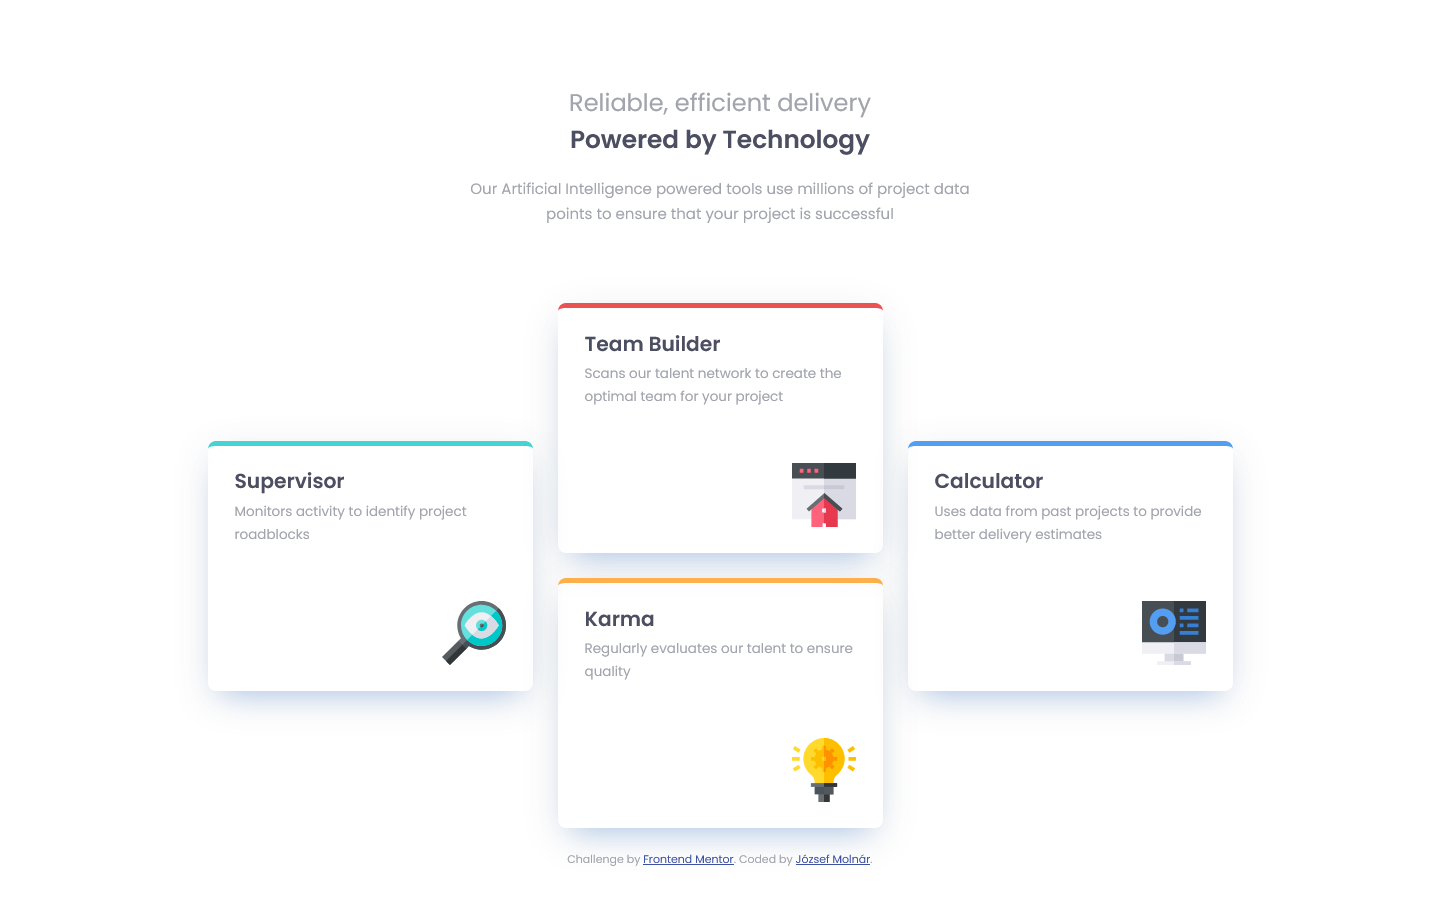 Reliable, efficient delivery
Powered by Technology
Our Artificial Intelligence powered tools use millions of project data
points to ensure that your project is successful
Team Builder
Scans our talent network to create the
optimal team for your project
Supervisor
Monitors activity to identify project
roadblocks
Calculator
Uses data from past projects to provide
better delivery estimates
Karma
Regularly evaluates our talent to ensure
quality
Challenge by Frontend Mentor. Coded by József Molnár.